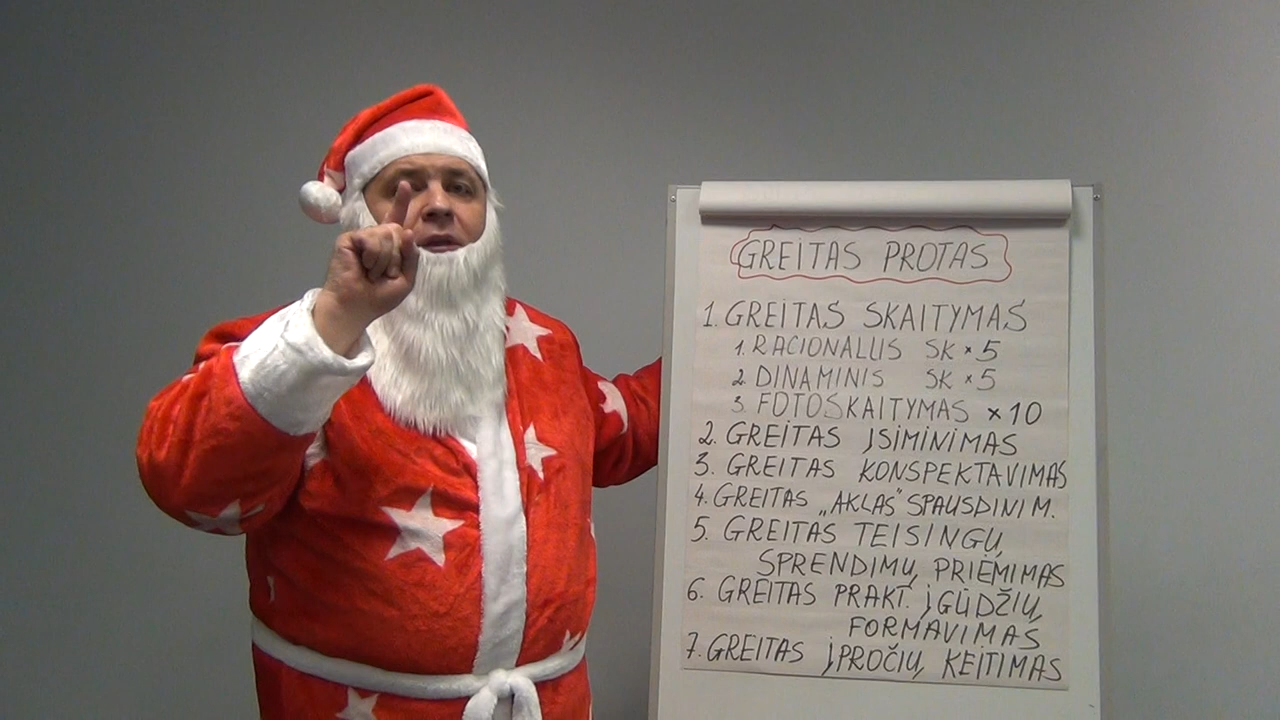 GREITAS PROTAS
1. GREITAS SKAITYMAS
1. RACIONALUS SK × 5
2. DINAMINIS SK × 5
3. FOTOSKAITYMAS × 10
2. GREITAS ĮSIMINIMAS
3. GREITAS KONSPEKTAVIMAS
4. GREITAS „AKLAS" SPAUSDINIM.
5. GREITAS TEISINGŲ
SPRENDIMŲ PRIĖMIMAS
6. GREITAS PRAKT. ĮGŪDŽIŲ
FORMAVIMAS
7. GREITAS ĮPROČIŲ KEITIMAS